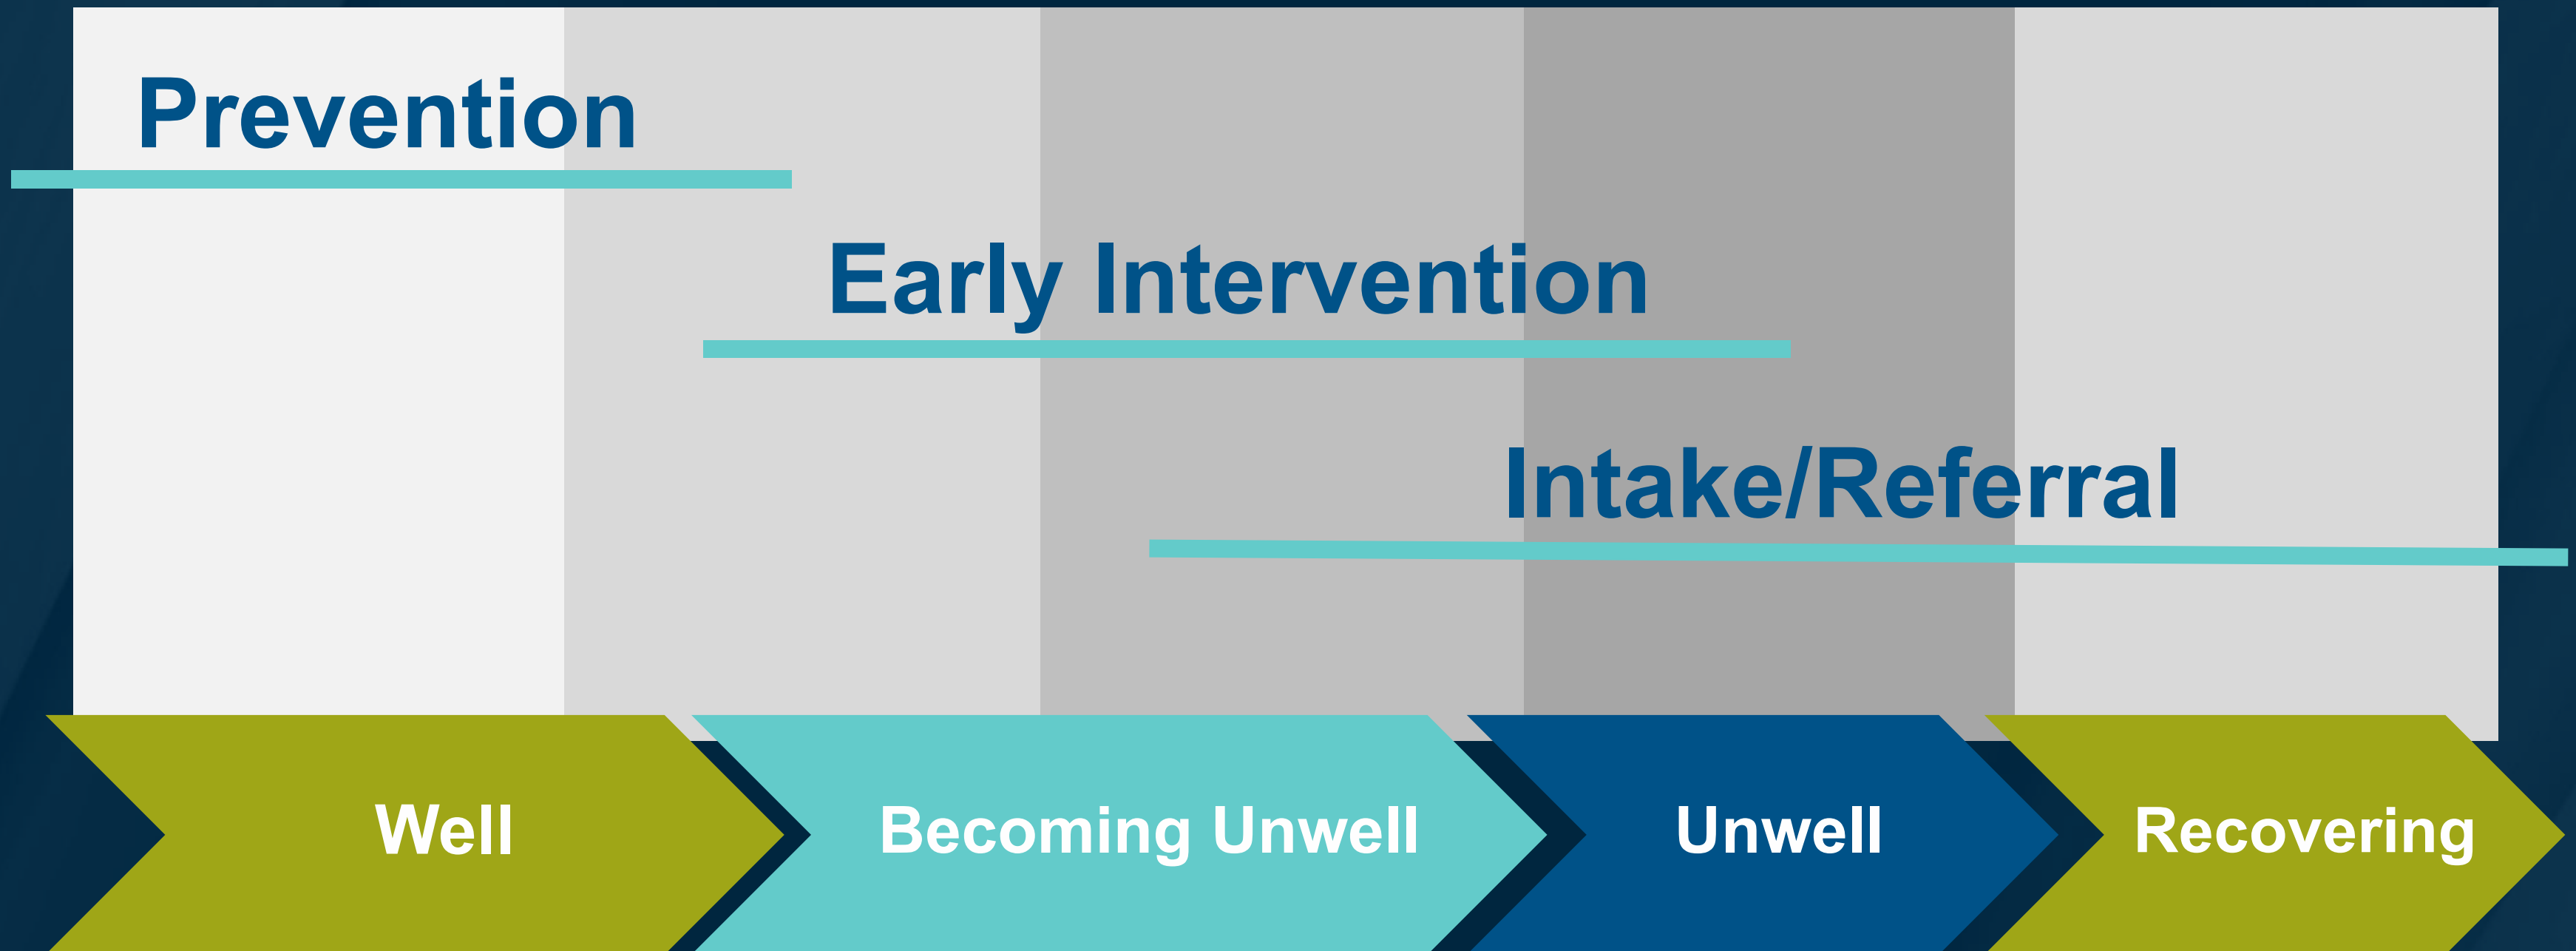 Prevention
Early Intervention
Intake/Referral
Well
Becoming Unwell
Unwell
Recovering